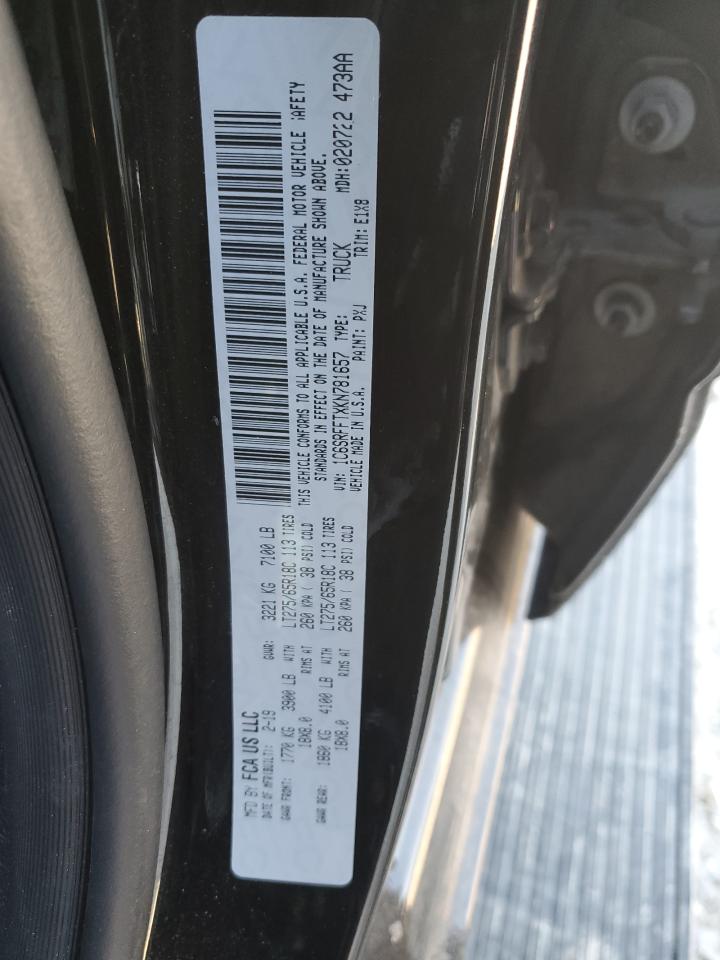 MFD BY FCA US LLC
DATE OF MFR(BUILT): 2-19 GVWR: 3221 KG 7100 LB
GAWR FRONT: 1770 KG 3900 LB WITH LT275/65R18C 113 TIRES
18X8.0 RIMS AT 260 KPA ( 38 PSI) COLD
GAWR REAR: 1860 KG 4100 LB WITH LT275/65R18C 113 TIRES
18X8.0 RIMS AT 260 KPA ( 38 PSI) COLD
THIS VEHICLE CONFORMS TO ALL APPLICABLE U.S.A. FEDERAL MOTOR VEHICLE SAFETY
STANDARDS IN EFFECT ON THE DATE OF MANUFACTURE SHOWN ABOVE.
VIN: 1C6SRFFTXKN781657 TYPE: TRUCK MDH: 473AA
VEHICLE MADE IN U.S.A. PAINT: PXJ TRIM: E1X8